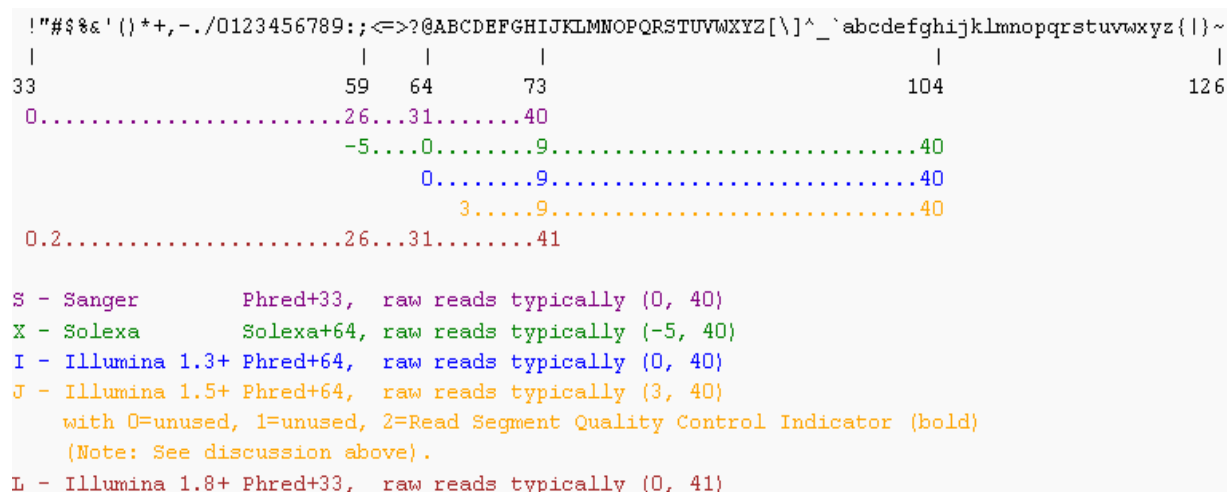 !"#$%&'()*+,-./0123456789:;<=>?@ABCDEFGHIJKLMNOPQRSTUVWXYZ[\]^_`abcdefghijklmnopqrstuvwxyz{|}~
| | | | | |
33 59 64 73 104 126
0........................26...31.......40
-5....0........9.............................40
0........9.............................40
3.....9.............................40
0.2......................26...31........41
S - Sanger Phred+33, raw reads typically (0, 40)
X - Solexa Solexa+64, raw reads typically (-5, 40)
I - Illumina 1.3+ Phred+64, raw reads typically (0, 40)
J - Illumina 1.5+ Phred+64, raw reads typically (3, 40)
with 0=unused, 1=unused, 2=Read Segment Quality Control Indicator (bold)
(Note: See discussion above).
L - Illumina 1.8+ Phred+33, raw reads typically (0, 41)